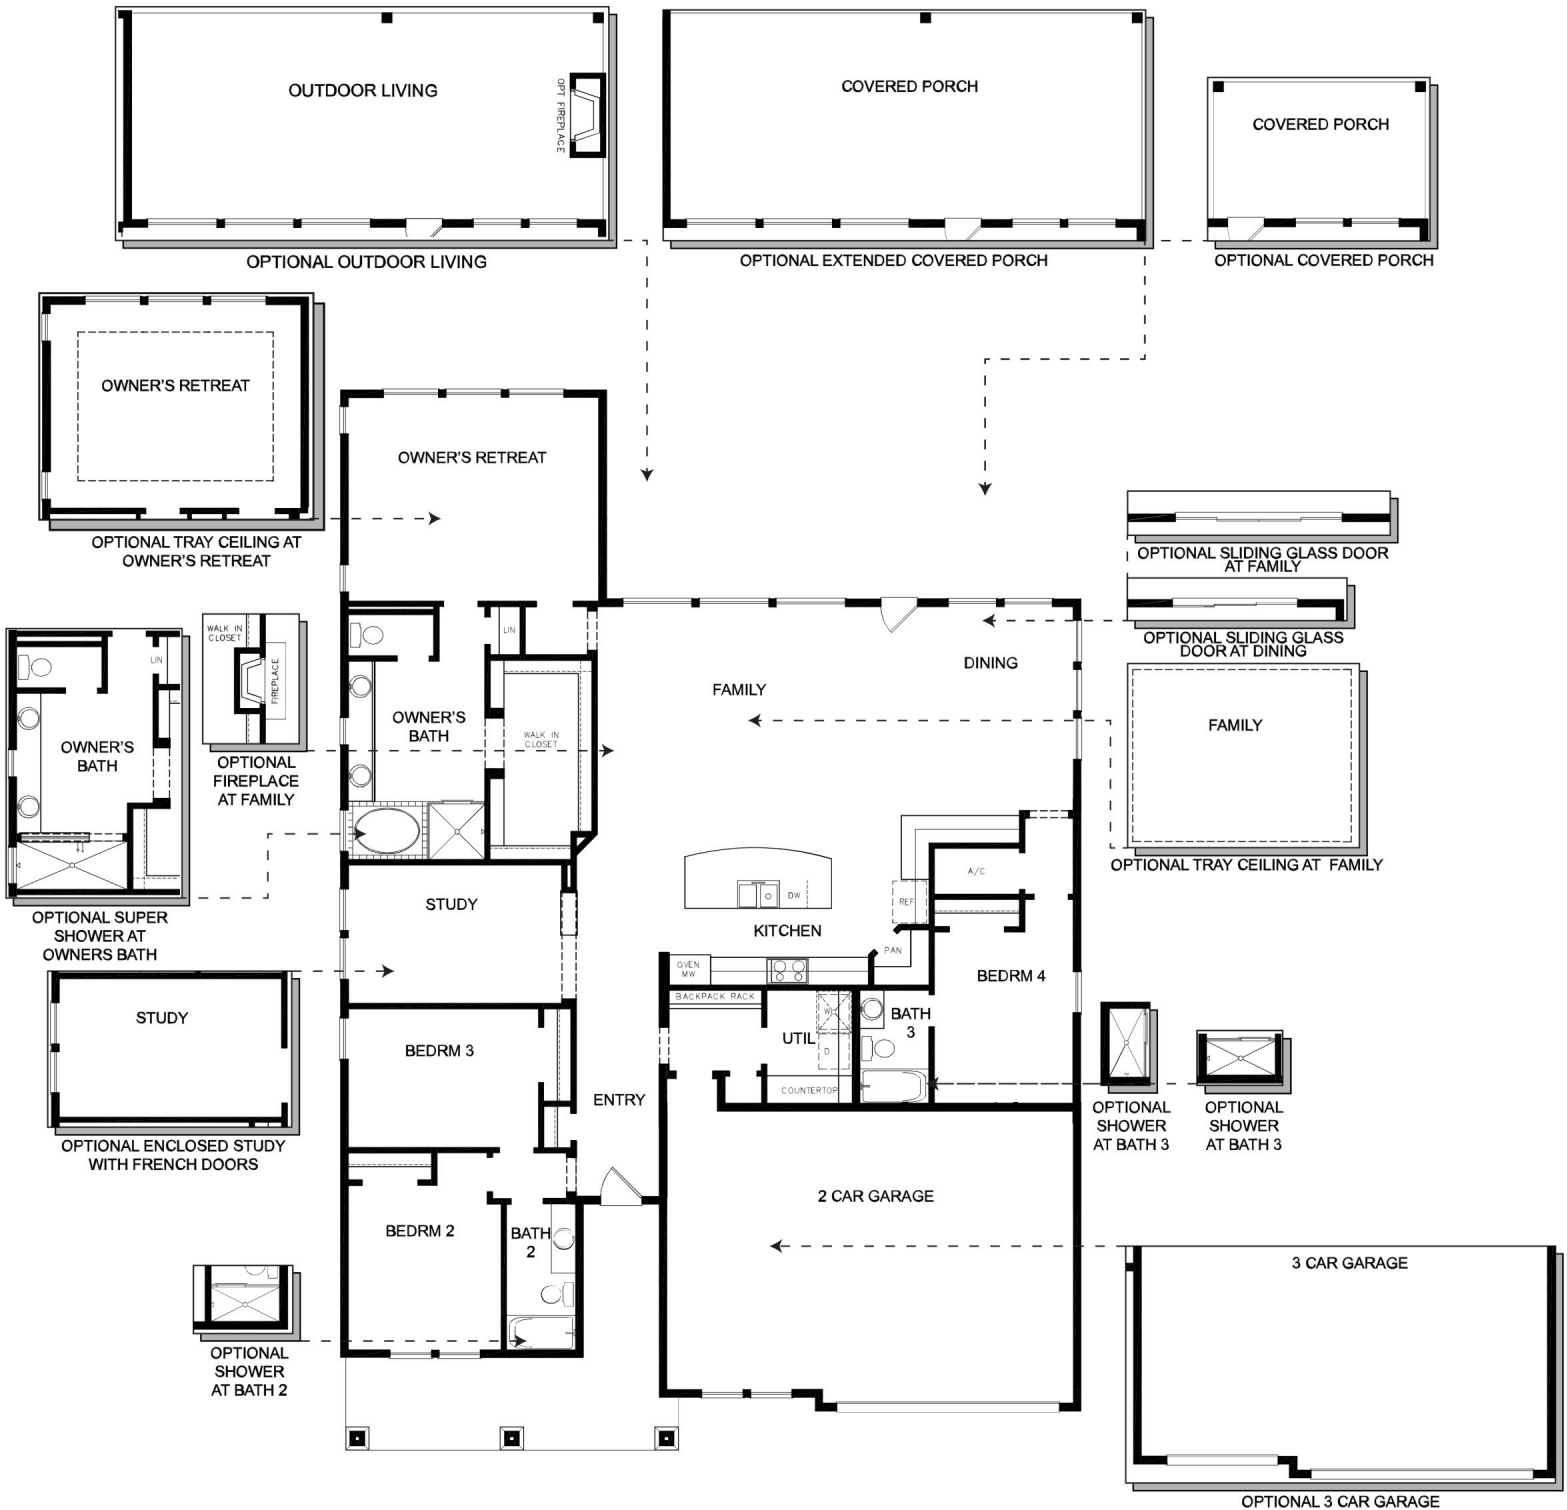 OUTDOOR LIVING
OPT FIREPLACE
OPTIONAL OUTDOOR LIVING
COVERED PORCH
OPTIONAL EXTENDED COVERED PORCH
COVERED PORCH
OPTIONAL COVERED PORCH
OWNER'S RETREAT
OPTIONAL TRAY CEILING AT
OWNER'S RETREAT
OWNER'S RETREAT
OPTIONAL SLIDING GLASS DOOR
AT FAMILY
OPTIONAL SLIDING GLASS
DOOR AT DINING
LIN
OWNER'S
BATH
OPTIONAL SUPER
SHOWER AT
OWNERS BATH
WALK IN
CLOSET
FIREPLACE
OPTIONAL
FIREPLACE
AT FAMILY
LIN
OWNER'S
BATH
WALK IN
CLOSET
FAMILY
DINING
FAMILY
OPTIONAL TRAY CEILING AT FAMILY
A/C
REF
DW
KITCHEN
PAN
OVEN
MW
STUDY
STUDY
OPTIONAL ENCLOSED STUDY
WITH FRENCH DOORS
BACKPACK RACK
UTIL
W
D
COUNTERTOP
BATH
3
BEDRM 4
OPTIONAL
SHOWER
AT BATH 3
OPTIONAL
SHOWER
AT BATH 3
BEDRM 3
ENTRY
BEDRM 2
BATH
2
OPTIONAL
SHOWER
AT BATH 2
2 CAR GARAGE
3 CAR GARAGE
OPTIONAL 3 CAR GARAGE